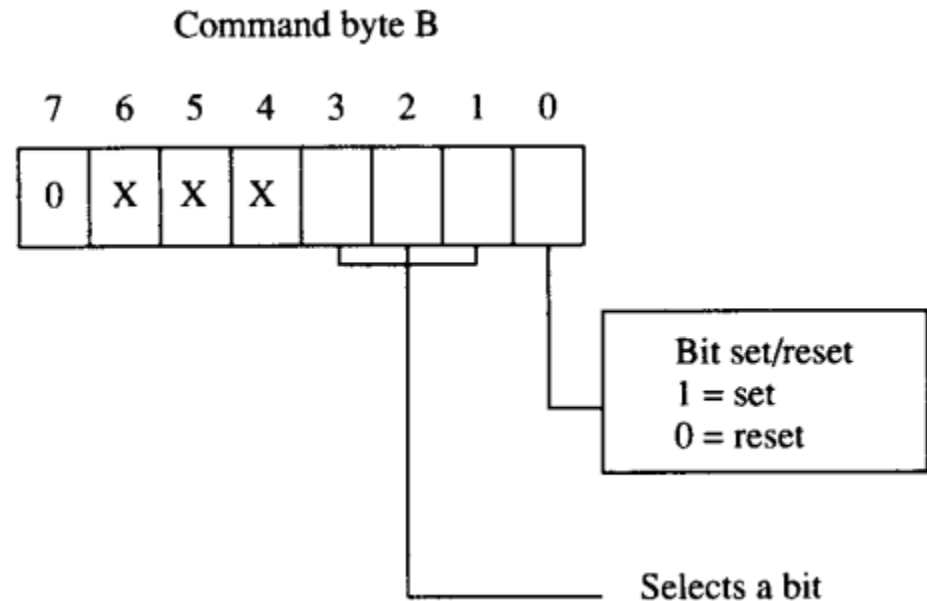 Command byte B
7 6 5 4 3 2 1 0
0 X X X
Bit set/reset
1 = set
0 = reset
Selects a bit